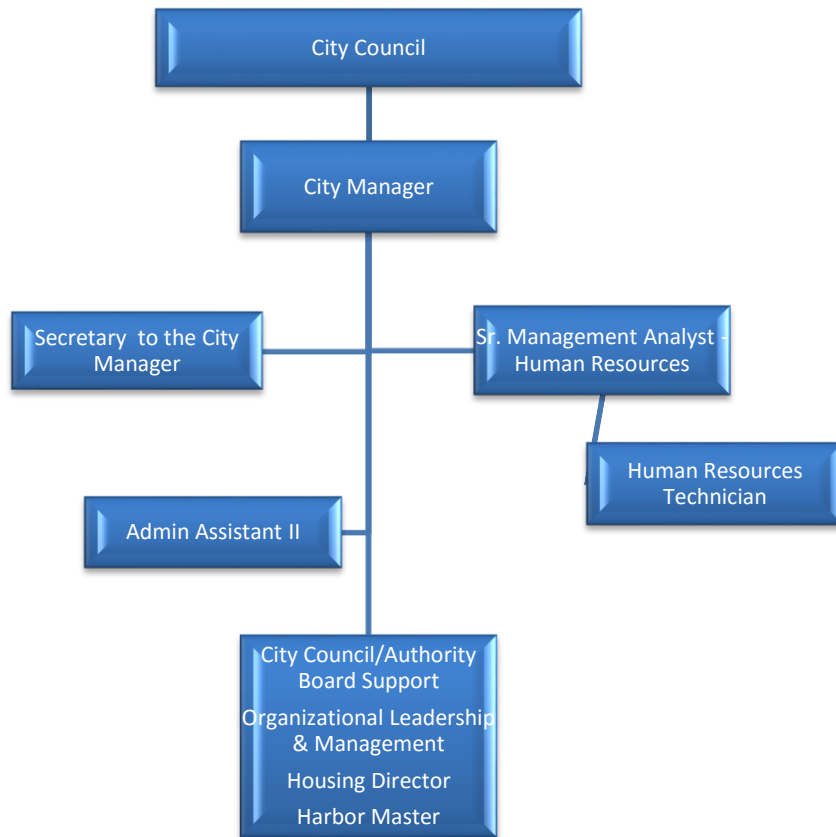 City Council
City Manager
Secretary to the City
Manager
Sr. Management Analyst -
Human Resources
Human Resources
Technician
Admin Assistant II
City Council/Authority
Board Support
Organizational Leadership
& Management
Housing Director
Harbor Master